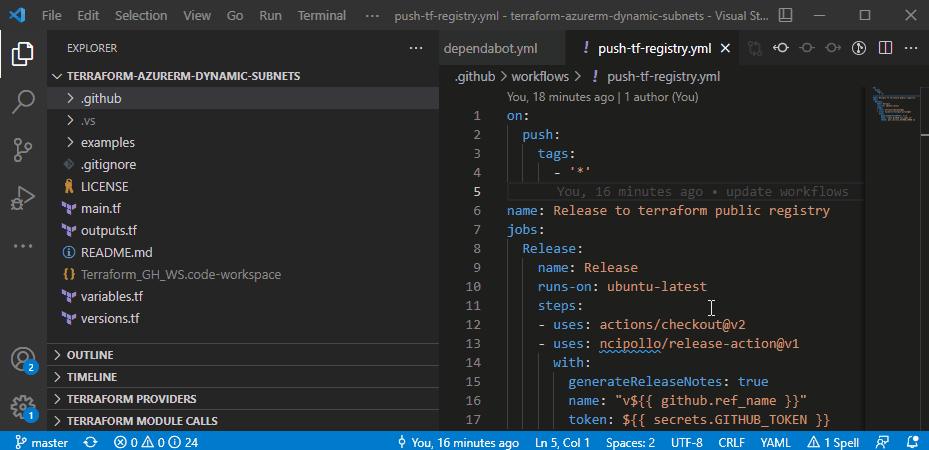 File Edit Selection View Go Run Terminal ··· push-tf-registry.yml - terraform-azurerm-dynamic-subnets - Visual St...
EXPLORER
TERRAFORM-AZURERM-DYNAMIC-SUBNETS
.github
.vs
examples
.gitignore
LICENSE
main.tf
outputs.tf
README.md
Terraform_GH_WS.code-workspace
variables.tf
versions.tf
OUTLINE
TIMELINE
TERRAFORM PROVIDERS
TERRAFORM MODULE CALLS
2
1
dependabot.yml ! push-tf-registry.yml
.github > workflows > ! push-tf-registry.yml
You, 18 minutes ago | 1 author (You)
1 on:
2 push:
3 tags:
4 - '*'
5 You, 16 minutes ago • update workflows
6 name: Release to terraform public registry
7 jobs:
8 Release:
9 name: Release
10 runs-on: ubuntu-latest
11 steps:
12 - uses: actions/checkout@v2
13 - uses: ncipollo/release-action@v1
14 with:
15 generateReleaseNotes: true
16 name: "v${{ github.ref_name }}"
17 token: ${{ secrets.GITHUB_TOKEN }}
master 0 0 24 You, 16 minutes ago Ln 5, Col 1 Spaces: 2 UTF-8 CRLF YAML 1 Spell